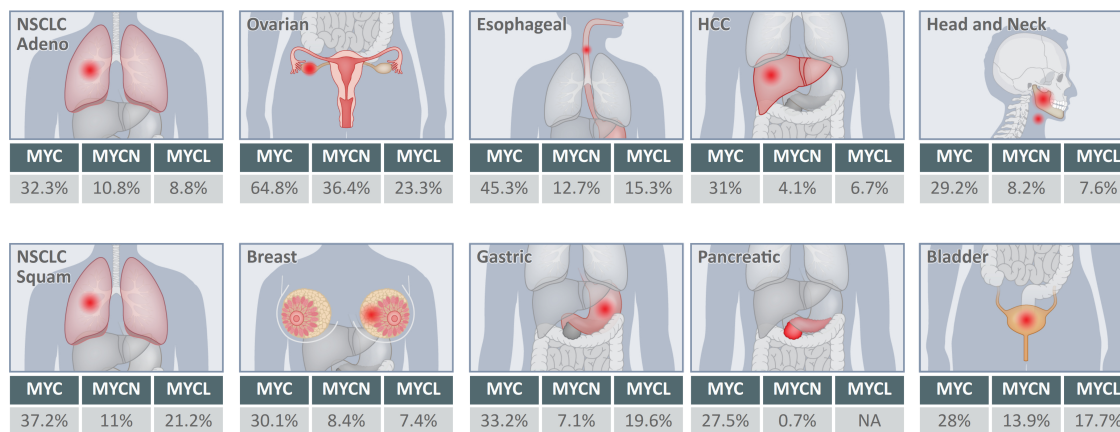 NSCLC
Adeno
Ovarian
Esophageal
HCC
Head and Neck
MYC MYCN MYCL MYC MYCN MYCL MYC MYCN MYCL MYC MYCN MYCL MYC MYCN MYCL
32.3% 10.8% 8.8% 64.8% 36.4% 23.3% 45.3% 12.7% 15.3% 31% 4.1% 6.7% 29.2% 8.2% 7.6%
NSCLC
Squam
Breast
Gastric
Pancreatic
Bladder
MYC MYCN MYCL MYC MYCN MYCL MYC MYCN MYCL MYC MYCN MYCL MYC MYCN MYCL
37.2% 11% 21.2% 30.1% 8.4% 7.4% 33.2% 7.1% 19.6% 27.5% 0.7% NA 28% 13.9% 17.7%